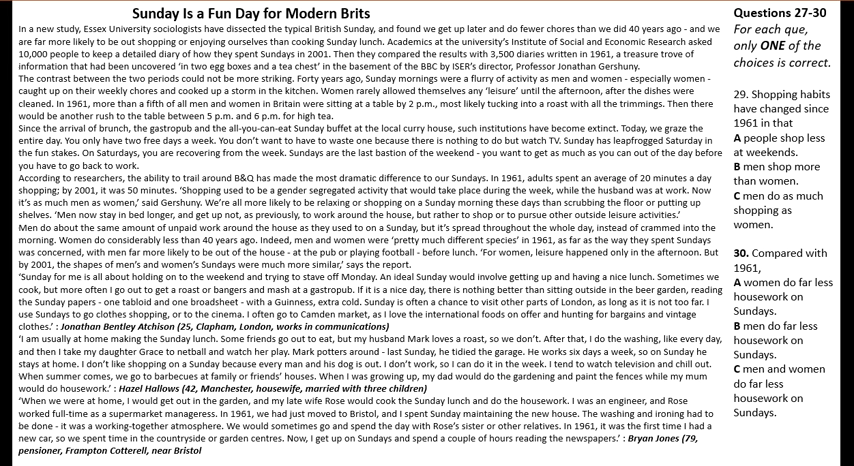 Sunday Is a Fun Day for Modern Brits
In a new study, Essex University sociologists have dissected the typical British Sunday, and found we get up later and do fewer chores than we did 40 years ago - and we
are far more likely to be out shopping or enjoying ourselves than cooking Sunday lunch. Academics at the university's Institute of Social and Economic Research asked
10,000 people to keep a detailed diary of how they spent Sundays in 2001. Then they compared the results with 3,500 diaries written in 1961, a treasure trove of
information that had been uncovered 'in two egg boxes and a tea chest' in the basement of the BBC by ISER's director, Professor Jonathan Gershuny.
The contrast between the two periods could not be more striking. Forty years ago, Sunday mornings were a flurry of activity as men and women - especially women -
caught up on their weekly chores and cooked up a storm in the kitchen. Women rarely allowed themselves any 'leisure' until the afternoon, after the dishes were
cleaned. In 1961, more than a fifth of all men and women in Britain were sitting at a table by 2 p.m., most likely tucking into a roast with all the trimmings. Then there
would be another rush to the table between 5 p.m. and 6 p.m. for high tea.
Since the arrival of brunch, the gastropub and the all-you-can-eat Sunday buffet at the local curry house, such institutions have become extinct. Today, we graze the
entire day. You only have two free days a week. You don't want to have to waste one because there is nothing to do but watch TV. Sunday has leapfrogged Saturday in
the fun stakes. On Saturdays, you are recovering from the week. Sundays are the last bastion of the weekend - you want to get as much as you can out of the day before
you have to go back to work.
According to researchers, the ability to trail around B&Q has made the most dramatic difference to our Sundays. In 1961, adults spent an average of 20 minutes a day
shopping; by 2001, it was 50 minutes. 'Shopping used to be a gender segregated activity that would take place during the week, while the husband was at work. Now
it's as much men as women,' said Gershuny. We're all more likely to be relaxing or shopping on a Sunday morning these days than scrubbing the floor or putting up
shelves. 'Men now stay in bed longer, and get up not, as previously, to work around the house, but rather to shop or to pursue other outside leisure activities.'
Men do about the same amount of unpaid work around the house as they used to on a Sunday, but it's spread throughout the whole day, instead of crammed into the
morning. Women do considerably less than 40 years ago. Indeed, men and women were 'pretty much different species' in 1961, as far as the way they spent Sundays
was concerned, with men far more likely to be out of the house - at the pub or playing football - before lunch. 'For women, leisure happened only in the afternoon. But
by 2001, the shapes of men's and women's Sundays were much more similar,' says the report.
'Sunday for me is all about holding on to the weekend and trying to stave off Monday. An ideal Sunday would involve getting up and having a nice lunch. Sometimes we
cook, but more often I go out to get a roast or bangers and mash at a gastropub. If it is a nice day, there is nothing better than sitting outside in the beer garden, reading
the Sunday papers - one tabloid and one broadsheet - with a Guinness, extra cold. Sunday is often a chance to visit other parts of London, as long as it is not too far. I
use Sundays to go clothes shopping, or to the cinema. I often go to Camden market, as I love the international foods on offer and hunting for bargains and vintage
clothes.' : Jonathan Bentley Atchison (25, Clapham, London, works in communications)
'I am usually at home making the Sunday lunch. Some friends go out to eat, but my husband Mark loves a roast, so we don't. After that, I do the washing, like every day,
and then I take my daughter Grace to netball and watch her play. Mark potters around - last Sunday, he tidied the garage. He works six days a week, so on Sunday he
stays at home. I don't like shopping on a Sunday because every man and his dog is out. I don't work, so I can do it in the week. I tend to watch television and chill out.
When summer comes, we go to barbecues at family or friends' houses. When I was growing up, my dad would do the gardening and paint the fences while my mum
would do housework.' : Hazel Hallows (42, Manchester, housewife, married with three children)
'When we were at home, I would get out in the garden, and my late wife Rose would cook the Sunday lunch and do the housework. I was an engineer, and Rose
worked full-time as a supermarket manageress. In 1961, we had just moved to Bristol, and I spent Sunday maintaining the new house. The washing and ironing had to
be done - it was a working-together atmosphere. We would sometimes go and spend the day with Rose's sister or other relatives. In 1961, it was the first time I had a
new car, so we spent time in the countryside or garden centres. Now, I get up on Sundays and spend a couple of hours reading the newspapers.' : Bryan Jones (79,
pensioner, Frampton Cotterell, near Bristol
Questions 27-30
For each que,
only ONE of the
choices is correct.
29. Shopping habits
have changed since
1961 in that
A people shop less
at weekends.
B men shop more
than women.
C men do as much
shopping as
women.
30. Compared with
1961,
A women do far less
housework on
Sundays.
B men do far less
housework on
Sundays.
C men and women
do far less
housework on
Sundays.